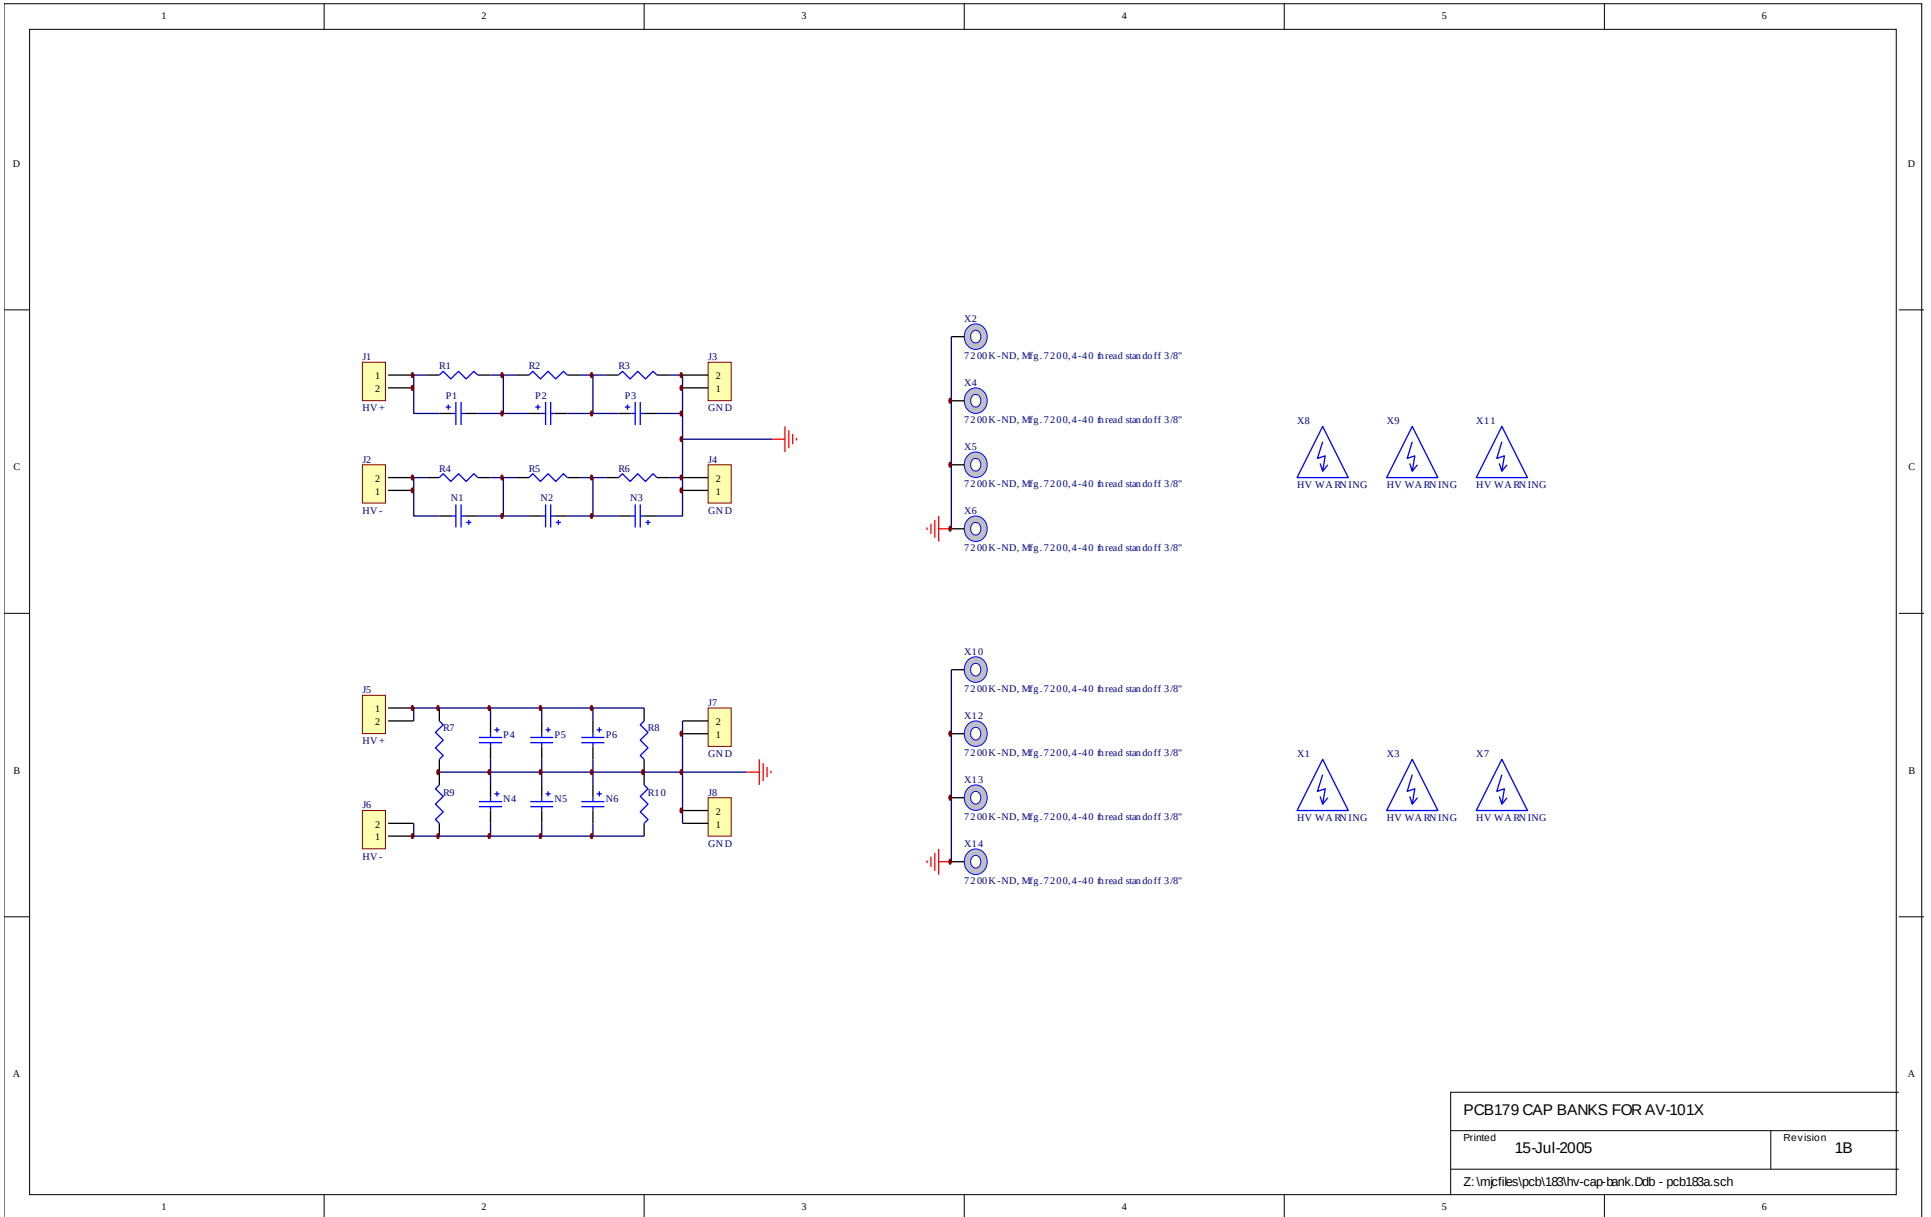 1 2 3 4 5 6
D D
J1 R1 R2 R3 J3
1 2
2 1
P1 P2 P3
+ + +
HV+ GND
J2 R4 R5 R6 J4
2 2
1 1
N1 N2 N3
+ + +
HV- GND
X2
7200K-ND, Mfg. 7200, 4-40 thread standoff 3/8"
X4
7200K-ND, Mfg. 7200, 4-40 thread standoff 3/8"
X5
7200K-ND, Mfg. 7200, 4-40 thread standoff 3/8"
X6
7200K-ND, Mfg. 7200, 4-40 thread standoff 3/8"
X8 X9 X11
HV WARNING HV WARNING HV WARNING
C C
J5 J7
1 2
2 1
HV+ GND
R7 P4 P5 P6 R8
+ + +
R9 N4 N5 N6 R10
+ + +
J6 J8
2 2
1 1
HV- GND
X10
7200K-ND, Mfg. 7200, 4-40 thread standoff 3/8"
X12
7200K-ND, Mfg. 7200, 4-40 thread standoff 3/8"
X13
7200K-ND, Mfg. 7200, 4-40 thread standoff 3/8"
X14
7200K-ND, Mfg. 7200, 4-40 thread standoff 3/8"
X1 X3 X7
HV WARNING HV WARNING HV WARNING
B B
A A
PCB179 CAP BANKS FOR AV-101X
Printed 15-Jul-2005 Revision 1B
Z:\mjcfiles\pcb\183\hv-cap-bank.Ddb - pcb183a.sch
1 2 3 4 5 6